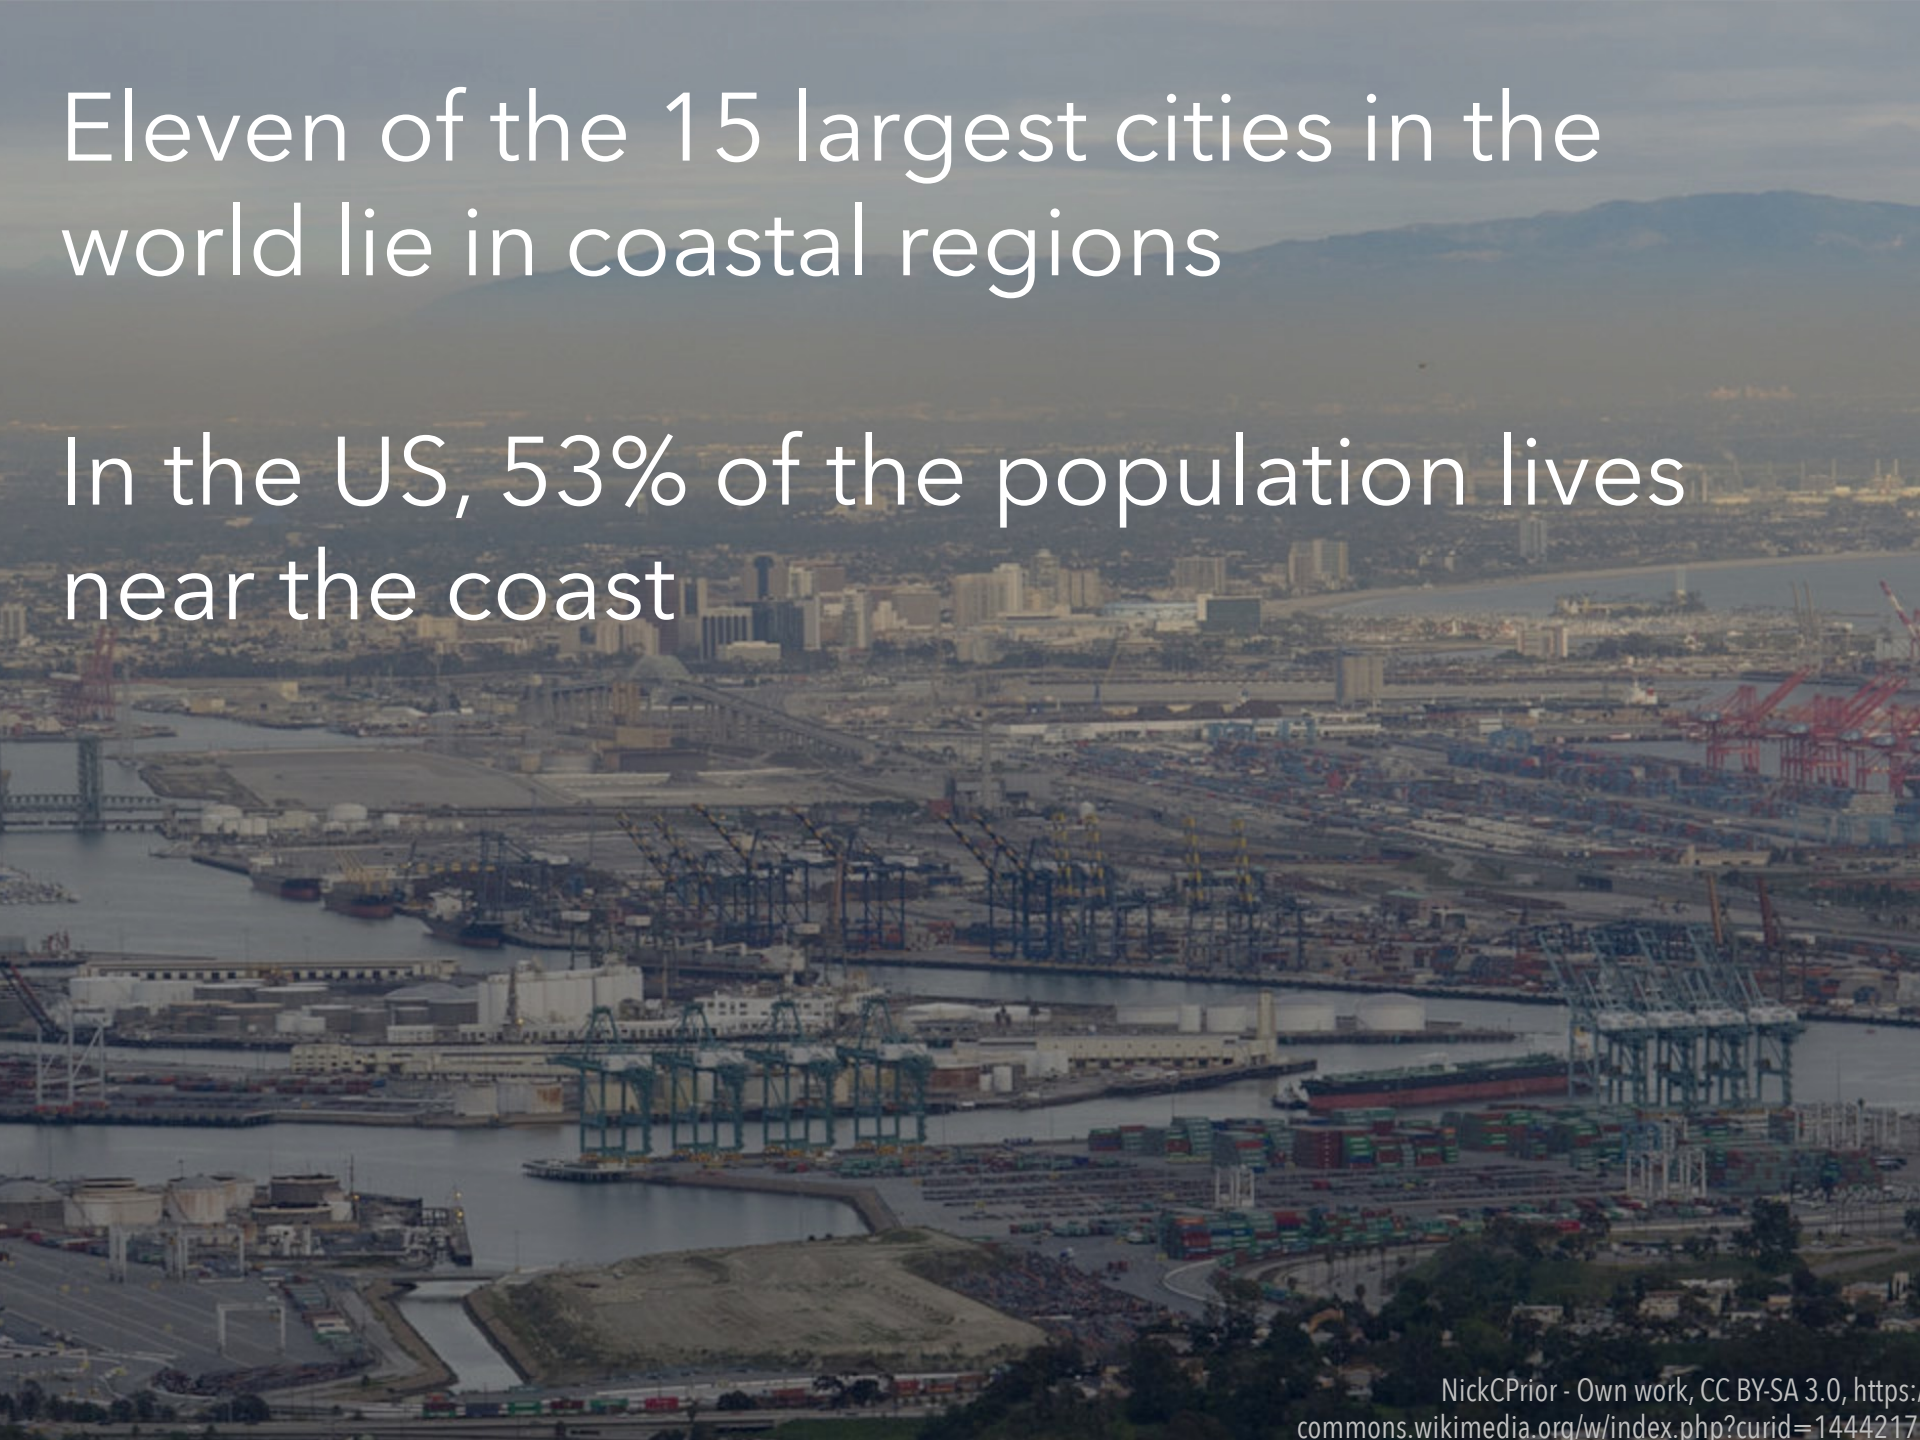 Eleven of the 15 largest cities in the
world lie in coastal regions
In the US, 53% of the population lives
near the coast
NickCPrior - Own work, CC BY-SA 3.0, https:/
commons.wikimedia.org/w/index.php?curid=1444217